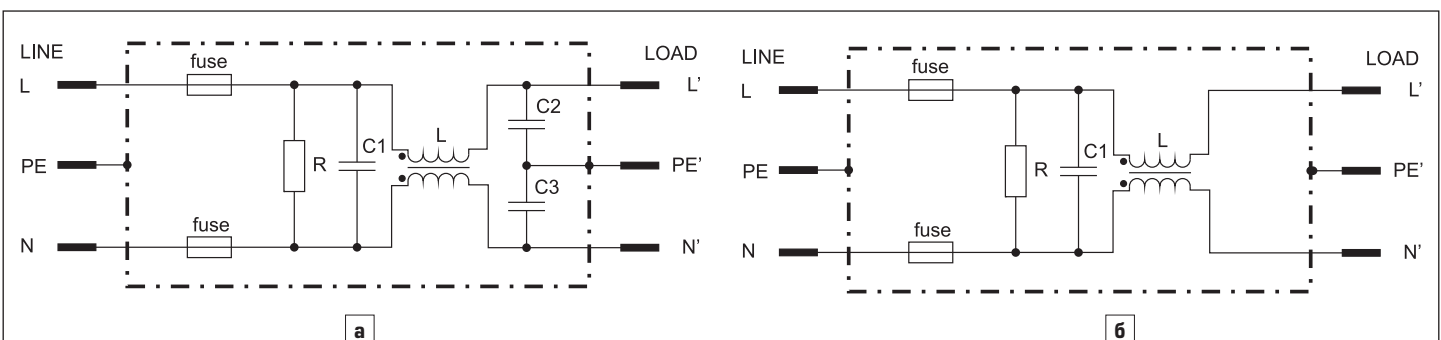 LINE
L
PE
N
fuse
fuse
R
C1
L
C2
C3
LOAD
L'
PE'
N'
а
LINE
L
PE
N
fuse
fuse
R
C1
L
LOAD
L'
PE'
N'
б